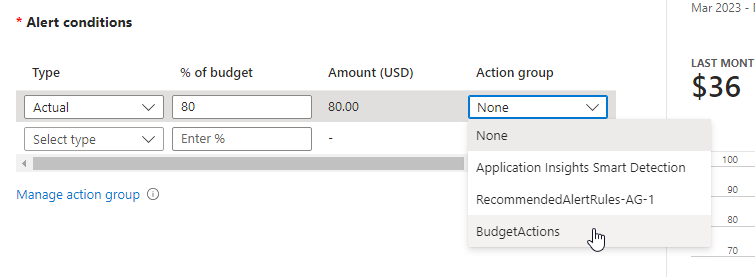 Mar 2023 -
* Alert conditions
LAST MONT
$36
Type % of budget Amount (USD) Action group
Actual 80 80.00 None
Select type Enter % -
None
Application Insights Smart Detection
RecommendedAlertRules-AG-1
BudgetActions
Manage action group
100
90
80
70